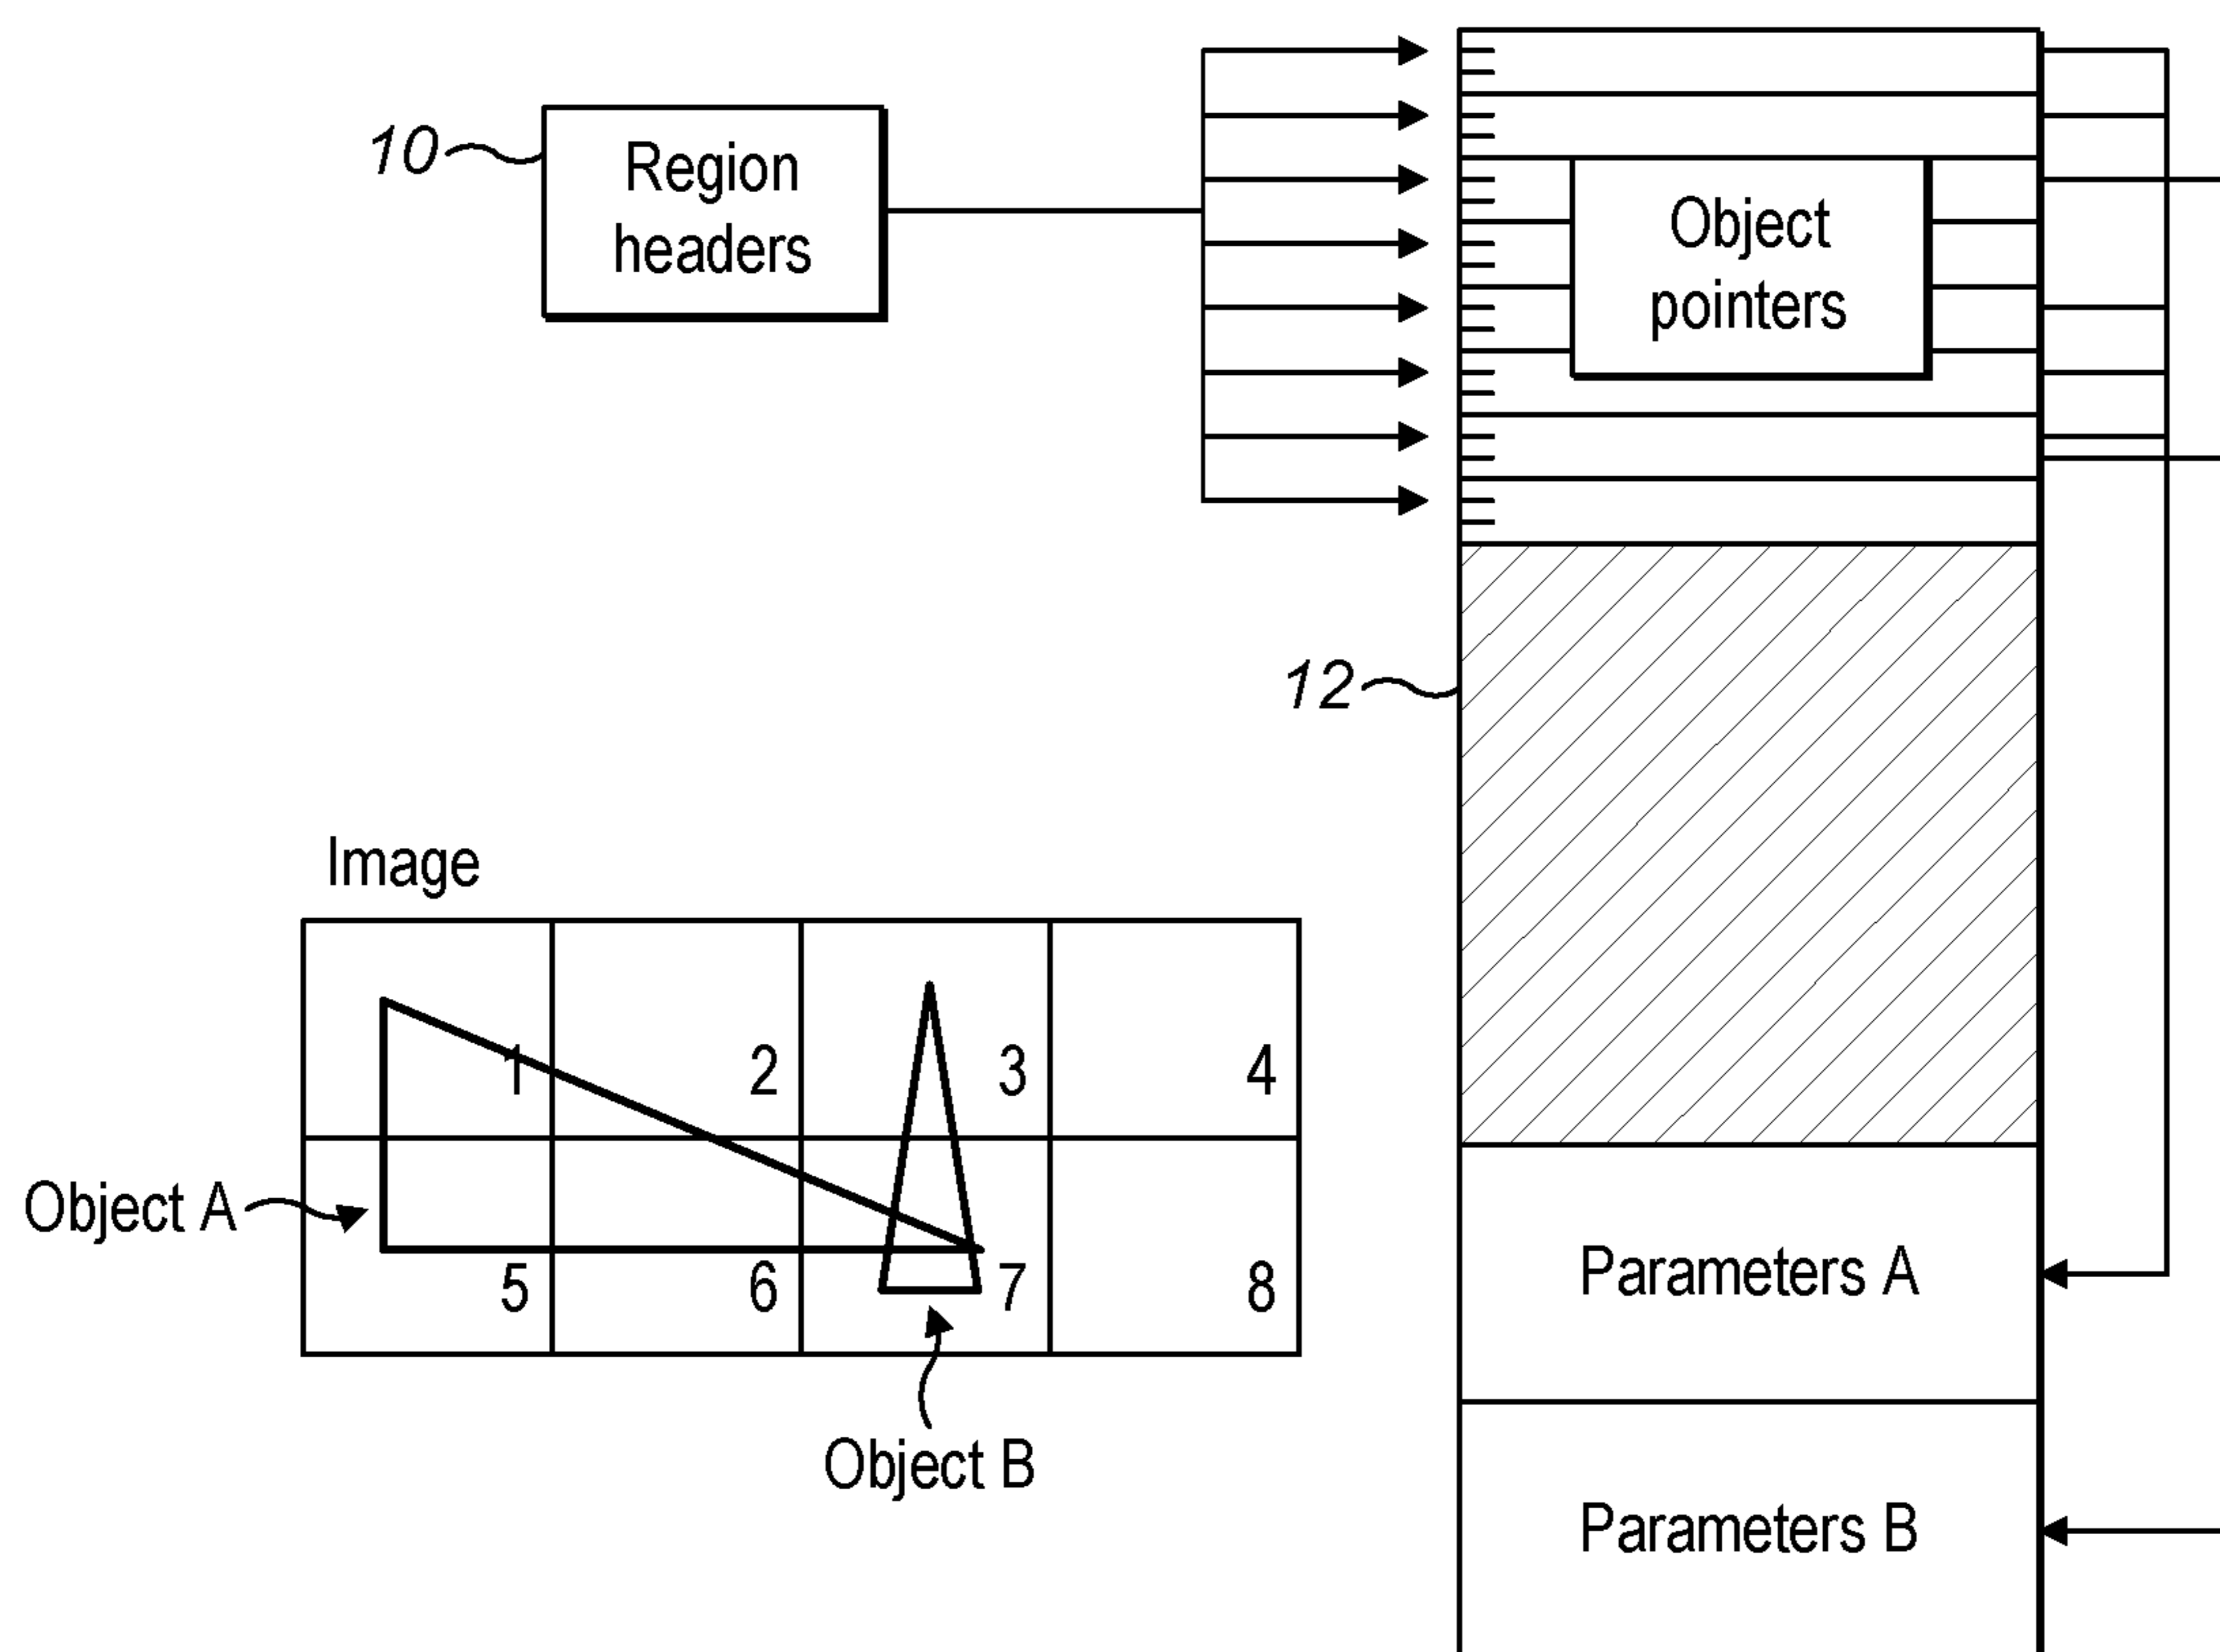 10
Region
headers
Object
pointers
12
Image
1 2 3 4
Object A
5 6 7 8
Object B
Parameters A
Parameters B